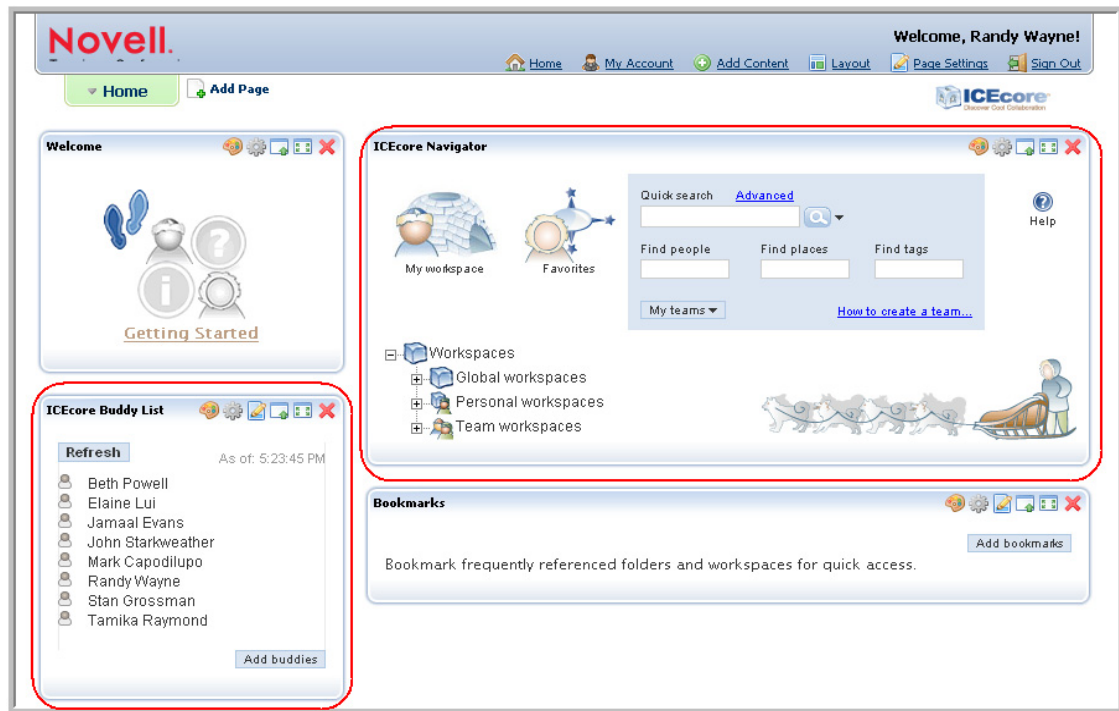 Novell.
Welcome, Randy Wayne!
Home My Account Add Content Layout Page Settings Sign Out
Home Add Page
ICEcore
Discover Cool Collaboration
Welcome
Getting Started
ICEcore Navigator
My workspace
Favorites
Quick search Advanced
Find people Find places Find tags
My teams
How to create a team...
Help
Workspaces
Global workspaces
Personal workspaces
Team workspaces
ICEcore Buddy List
Refresh As of: 5:23:45 PM
Beth Powell
Elaine Lui
Jamaal Evans
John Starkweather
Mark Capodilupo
Randy Wayne
Stan Grossman
Tamika Raymond
Add buddies
Bookmarks
Add bookmarks
Bookmark frequently referenced folders and workspaces for quick access.